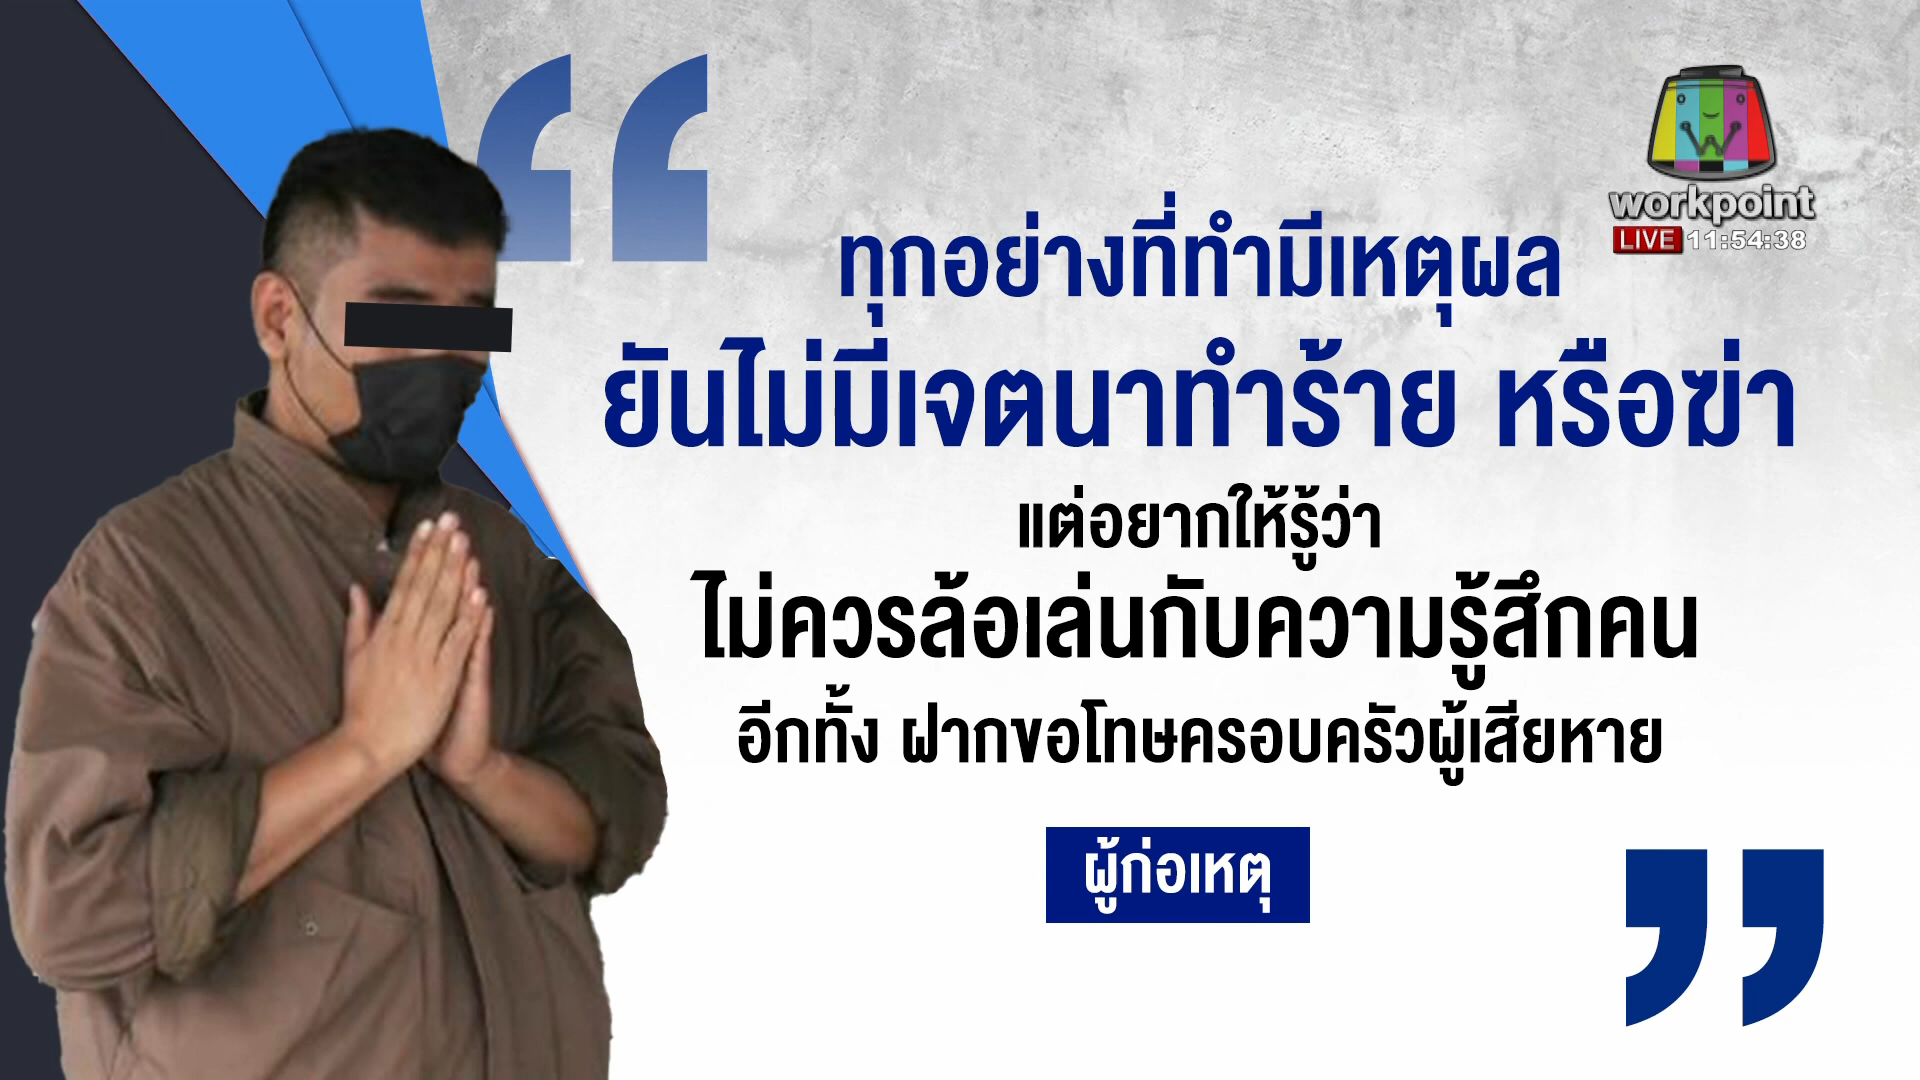 workpoint
LIVE 11:54:38
ทุกอย่างที่ทำมีเหตุผล
ยันไม่มีเจตนาทำร้าย หรือฆ่า
แต่อยากให้รู้ว่า
ไม่ควรล้อเล่นกับความรู้สึกคน
อีกทั้ง ฝากขอโทษครอบครัวผู้เสียหาย
ผู้ก่อเหตุ